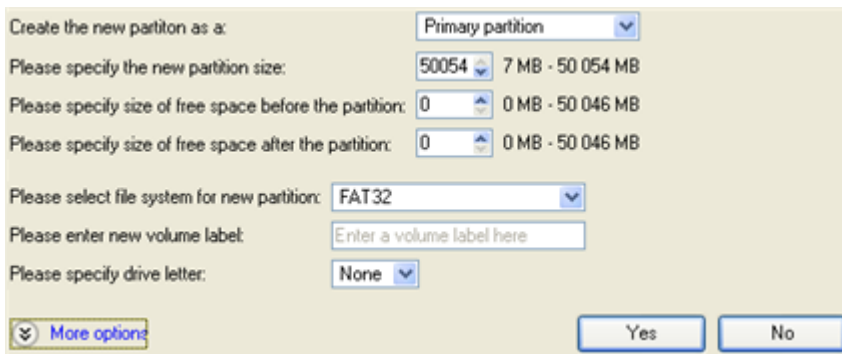 Create the new partiton as a: Primary partition
Please specify the new partition size: 50054 7 MB - 50 054 MB
Please specify size of free space before the partition: 0 0 MB - 50 046 MB
Please specify size of free space after the partition: 0 0 MB - 50 046 MB
Please select file system for new partition: FAT32
Please enter new volume label: Enter a volume label here
Please specify drive letter: None
More options Yes No